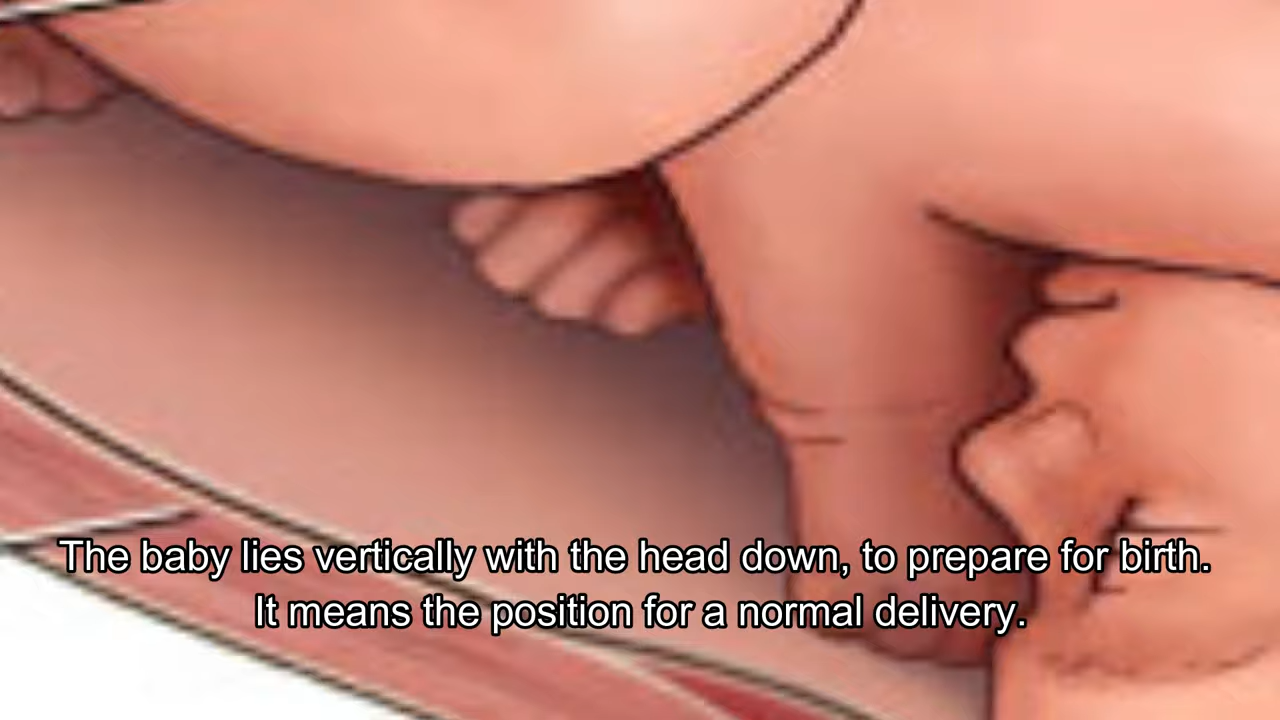 The baby lies vertically with the head down, to prepare for birth.
It means the position for a normal delivery.